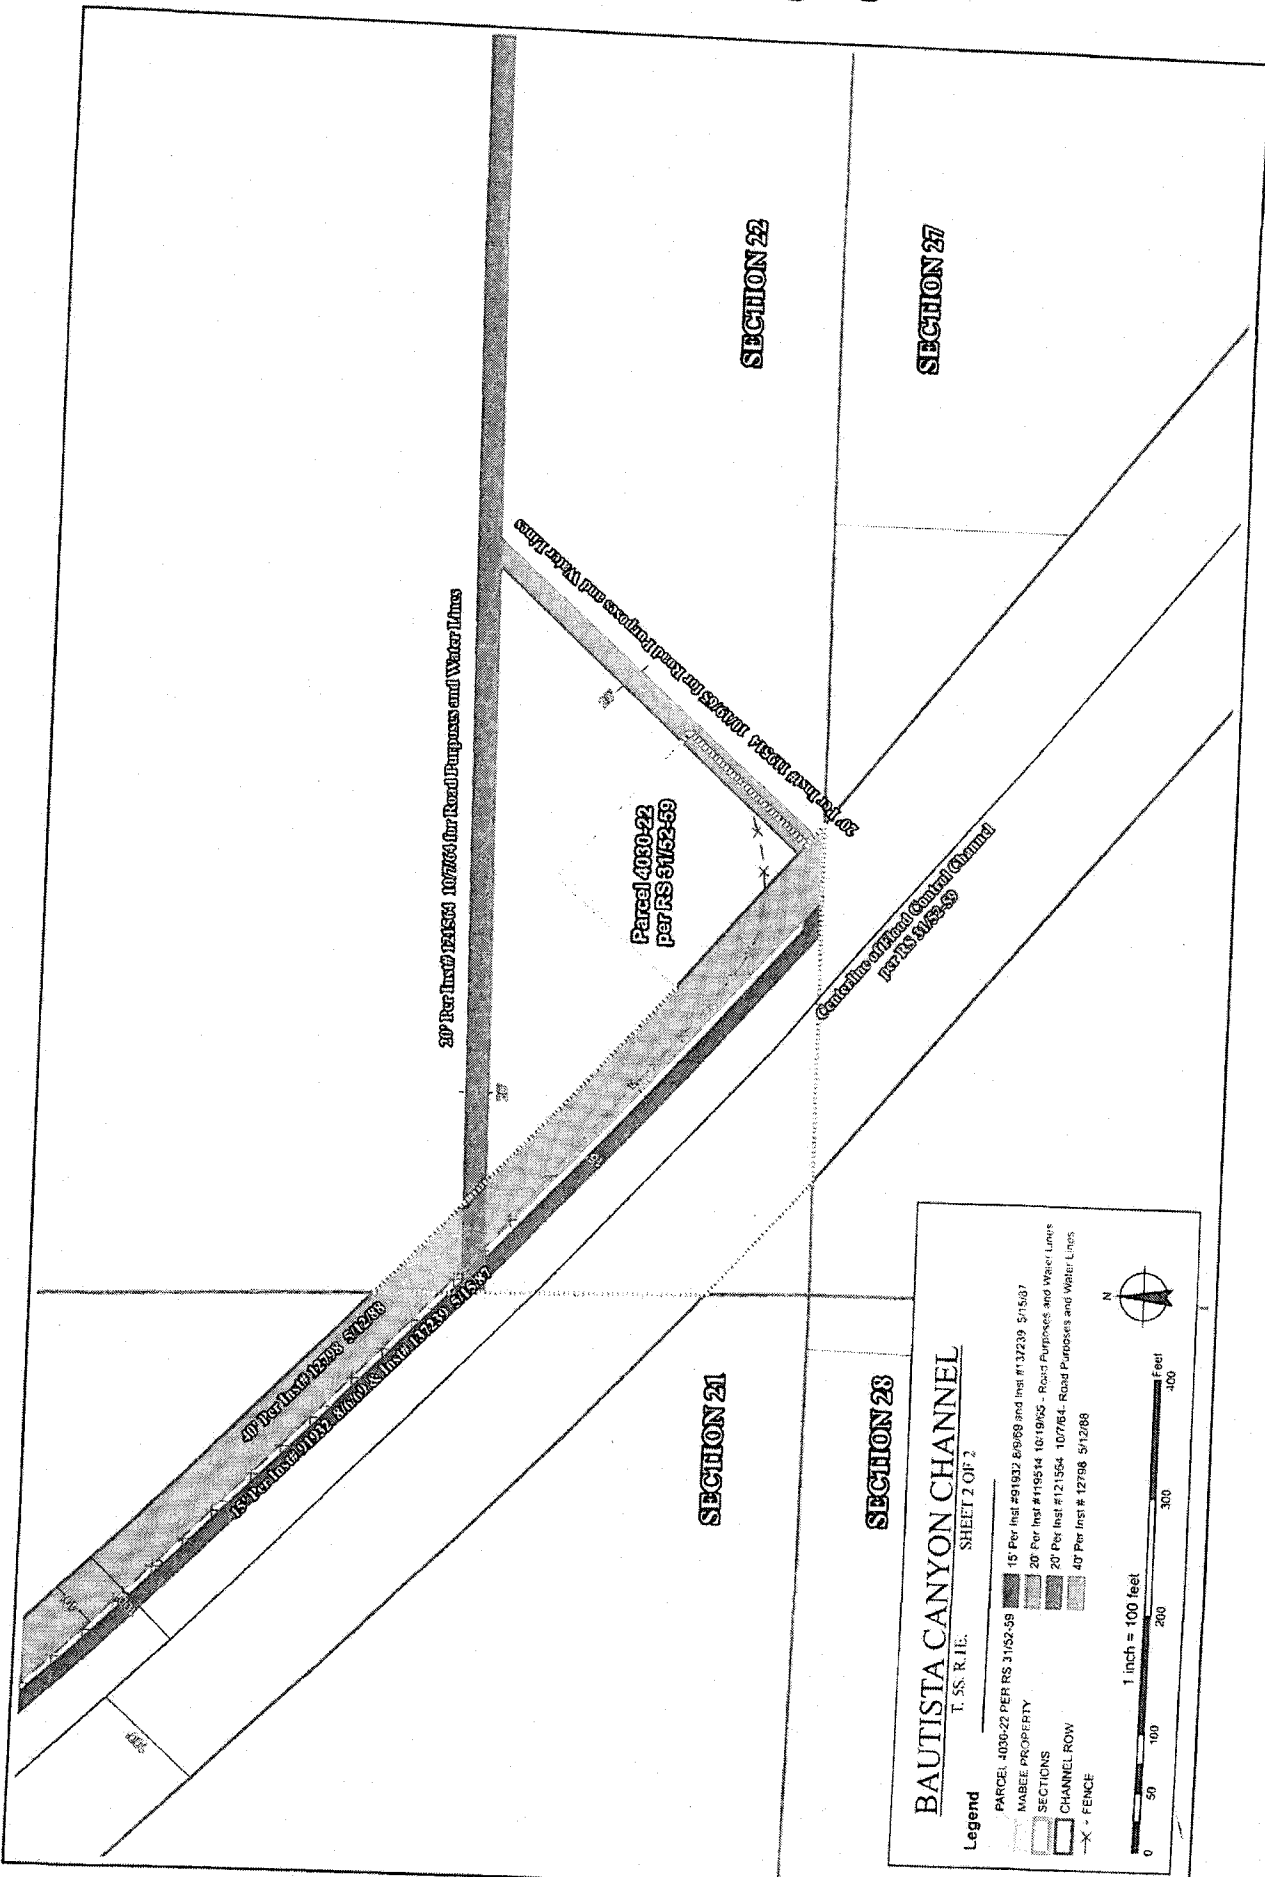 20' Per Inst# 121564 10/7/64 for Road Purposes and Water Lines
20' Per Inst# 119514 10/19/65 for Road Purposes and Water Lines
SECTION 22
SECTION 27
Parcel 4030-22
per RS 31/52-59
Centerline of Flood Control Channel
per RS 31/52-59
40' Per Inst# 12798 5/12/88
15' Per Inst# 91932 & Inst# 137239 5/15/87
SECTION 21
SECTION 28
BAUTISTA CANYON CHANNEL
T. 5S. R.1E.
SHEET 2 OF 2
Legend
PARCEL 4030-22 PER RS 31/52-59
MABEE PROPERTY
SECTIONS
CHANNEL ROW
FENCE
15' Per Inst #91932 8/9/69 and Inst #137239 5/15/87
20' Per Inst #119514 10/19/65 - Road Purposes and Water Lines
20' Per Inst #121564 10/7/64- Road Purposes and Water Lines
40' Per Inst # 12798 5/12/88
N
1 inch = 100 feet
0 50 100 200 300 400
Feet